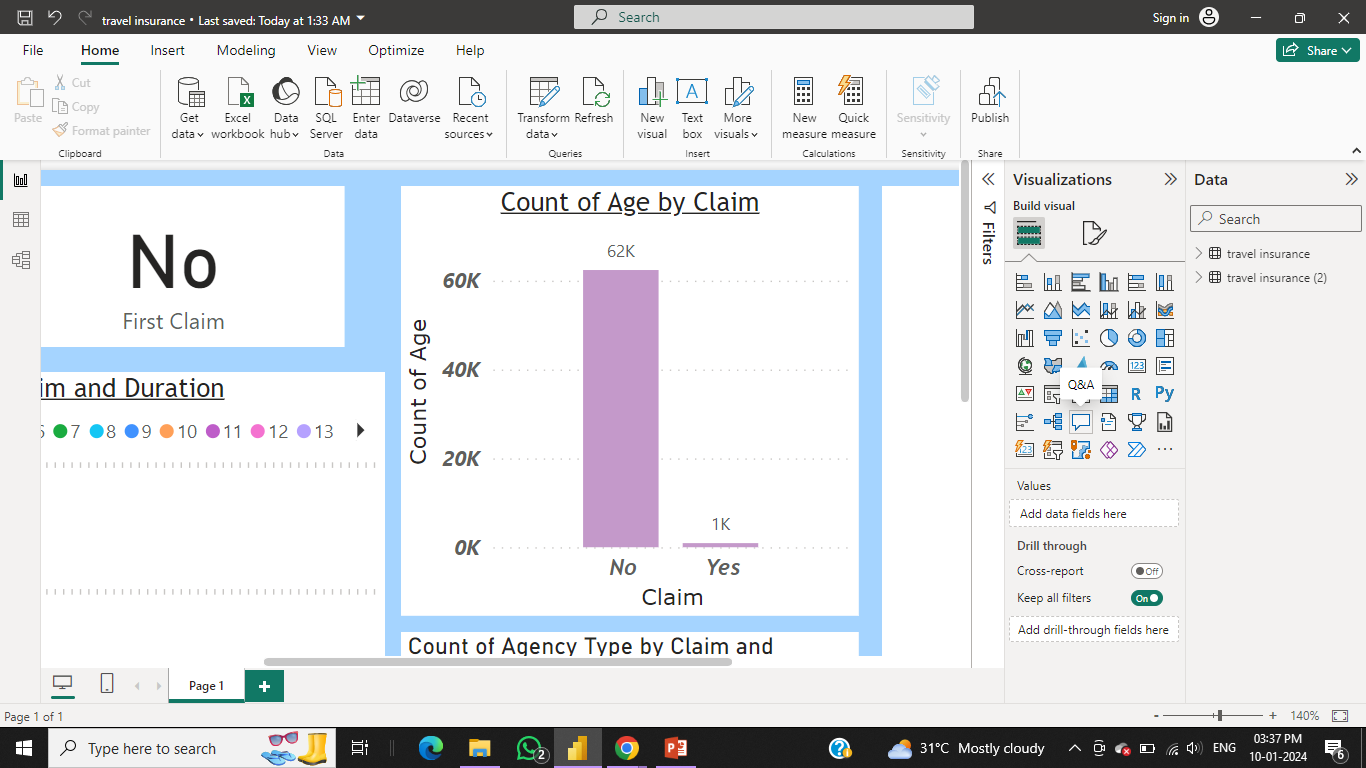 travel insurance • Last saved: Today at 1:33 AM
Search
Sign in
File
Home
Insert
Modeling
View
Optimize
Help
Share
Paste
Cut
Copy
Format painter
Clipboard
Get data
Excel workbook
Data hub
SQL Server
Enter data
Dataverse
Recent sources
Data
Transform data
Refresh
Queries
New visual
Text box
More visuals
Insert
New measure
Quick measure
Calculations
Sensitivity
Sensitivity
Publish
Share
No
First Claim
im and Duration
7 8 9 10 11 12 13
Count of Age by Claim
62K
60K
40K
20K
0K
1K
Count of Age
No
Yes
Claim
Count of Agency Type by Claim and
Filters
Visualizations
Build visual
123
R
Py
Q&A
123
Values
Add data fields here
Drill through
Cross-report
Off
Keep all filters
On
Add drill-through fields here
Data
Search
travel insurance
travel insurance (2)
Page 1
Page 1 of 1
- + 140%
Type here to search
2
31°C Mostly cloudy
ENG
03:37 PM
10-01-2024
6